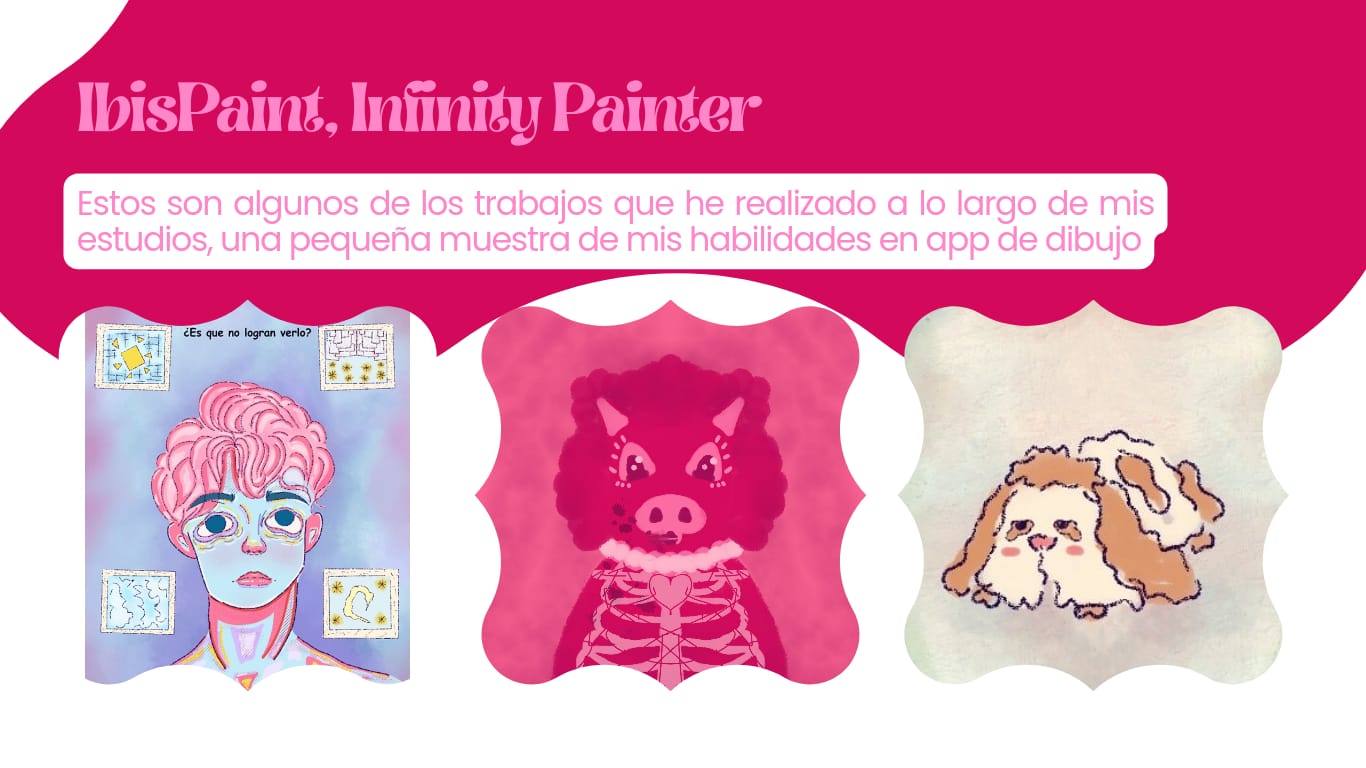 IbisPaint, Infinity Painter
Estos son algunos de los trabajos que he realizado a lo largo de mis
estudios, una pequeña muestra de mis habilidades en app de dibujo
¿Es que no logran verlo?